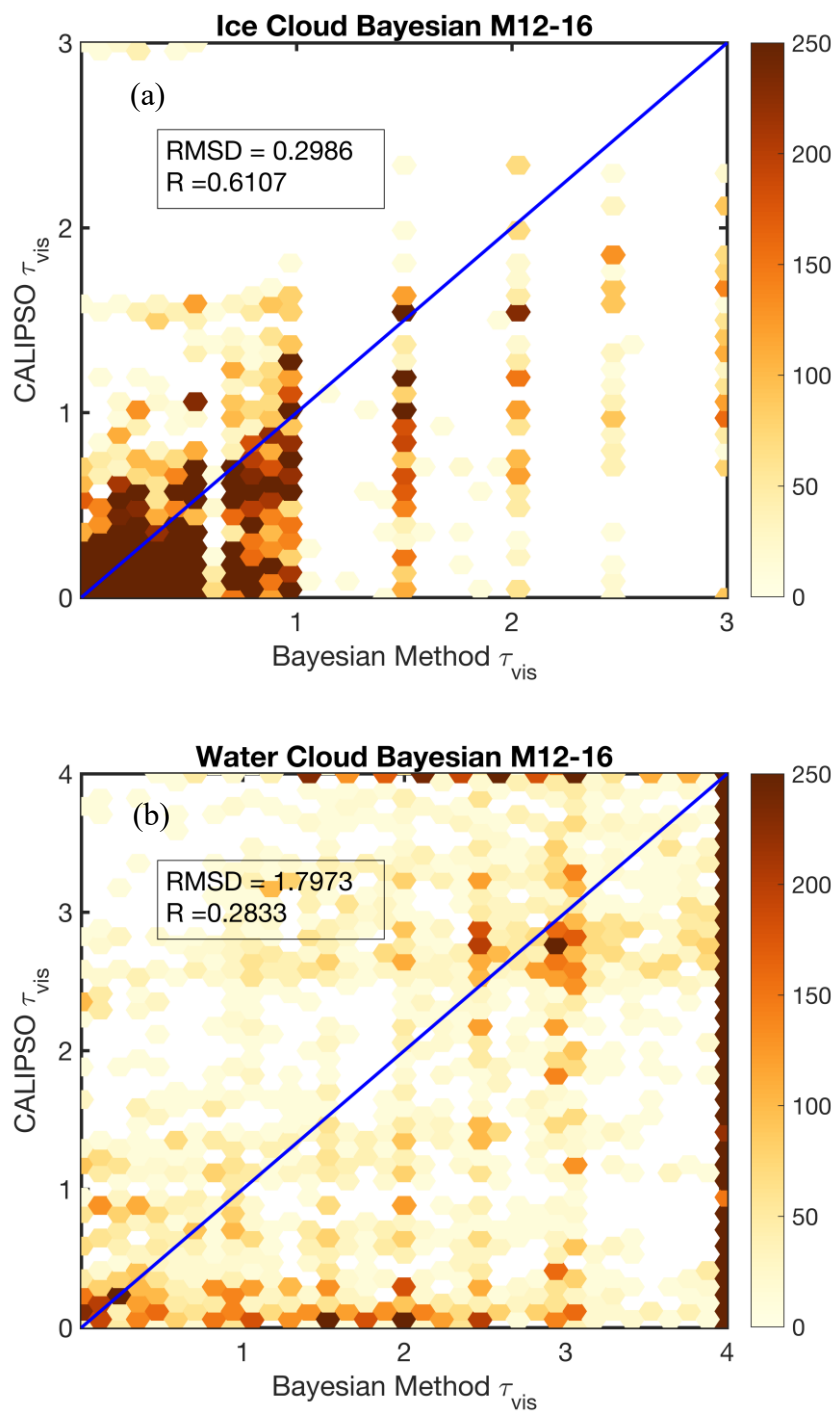 Ice Cloud Bayesian M12-16
(a)
RMSD = 0.2986
R =0.6107
3
2
1
0
1
2
3
CALIPSO τvis
Bayesian Method τvis
250
200
150
100
50
0
Water Cloud Bayesian M12-16
(b)
RMSD = 1.7973
R =0.2833
4
3
2
1
0
1
2
3
4
CALIPSO τvis
Bayesian Method τvis
250
200
150
100
50
0